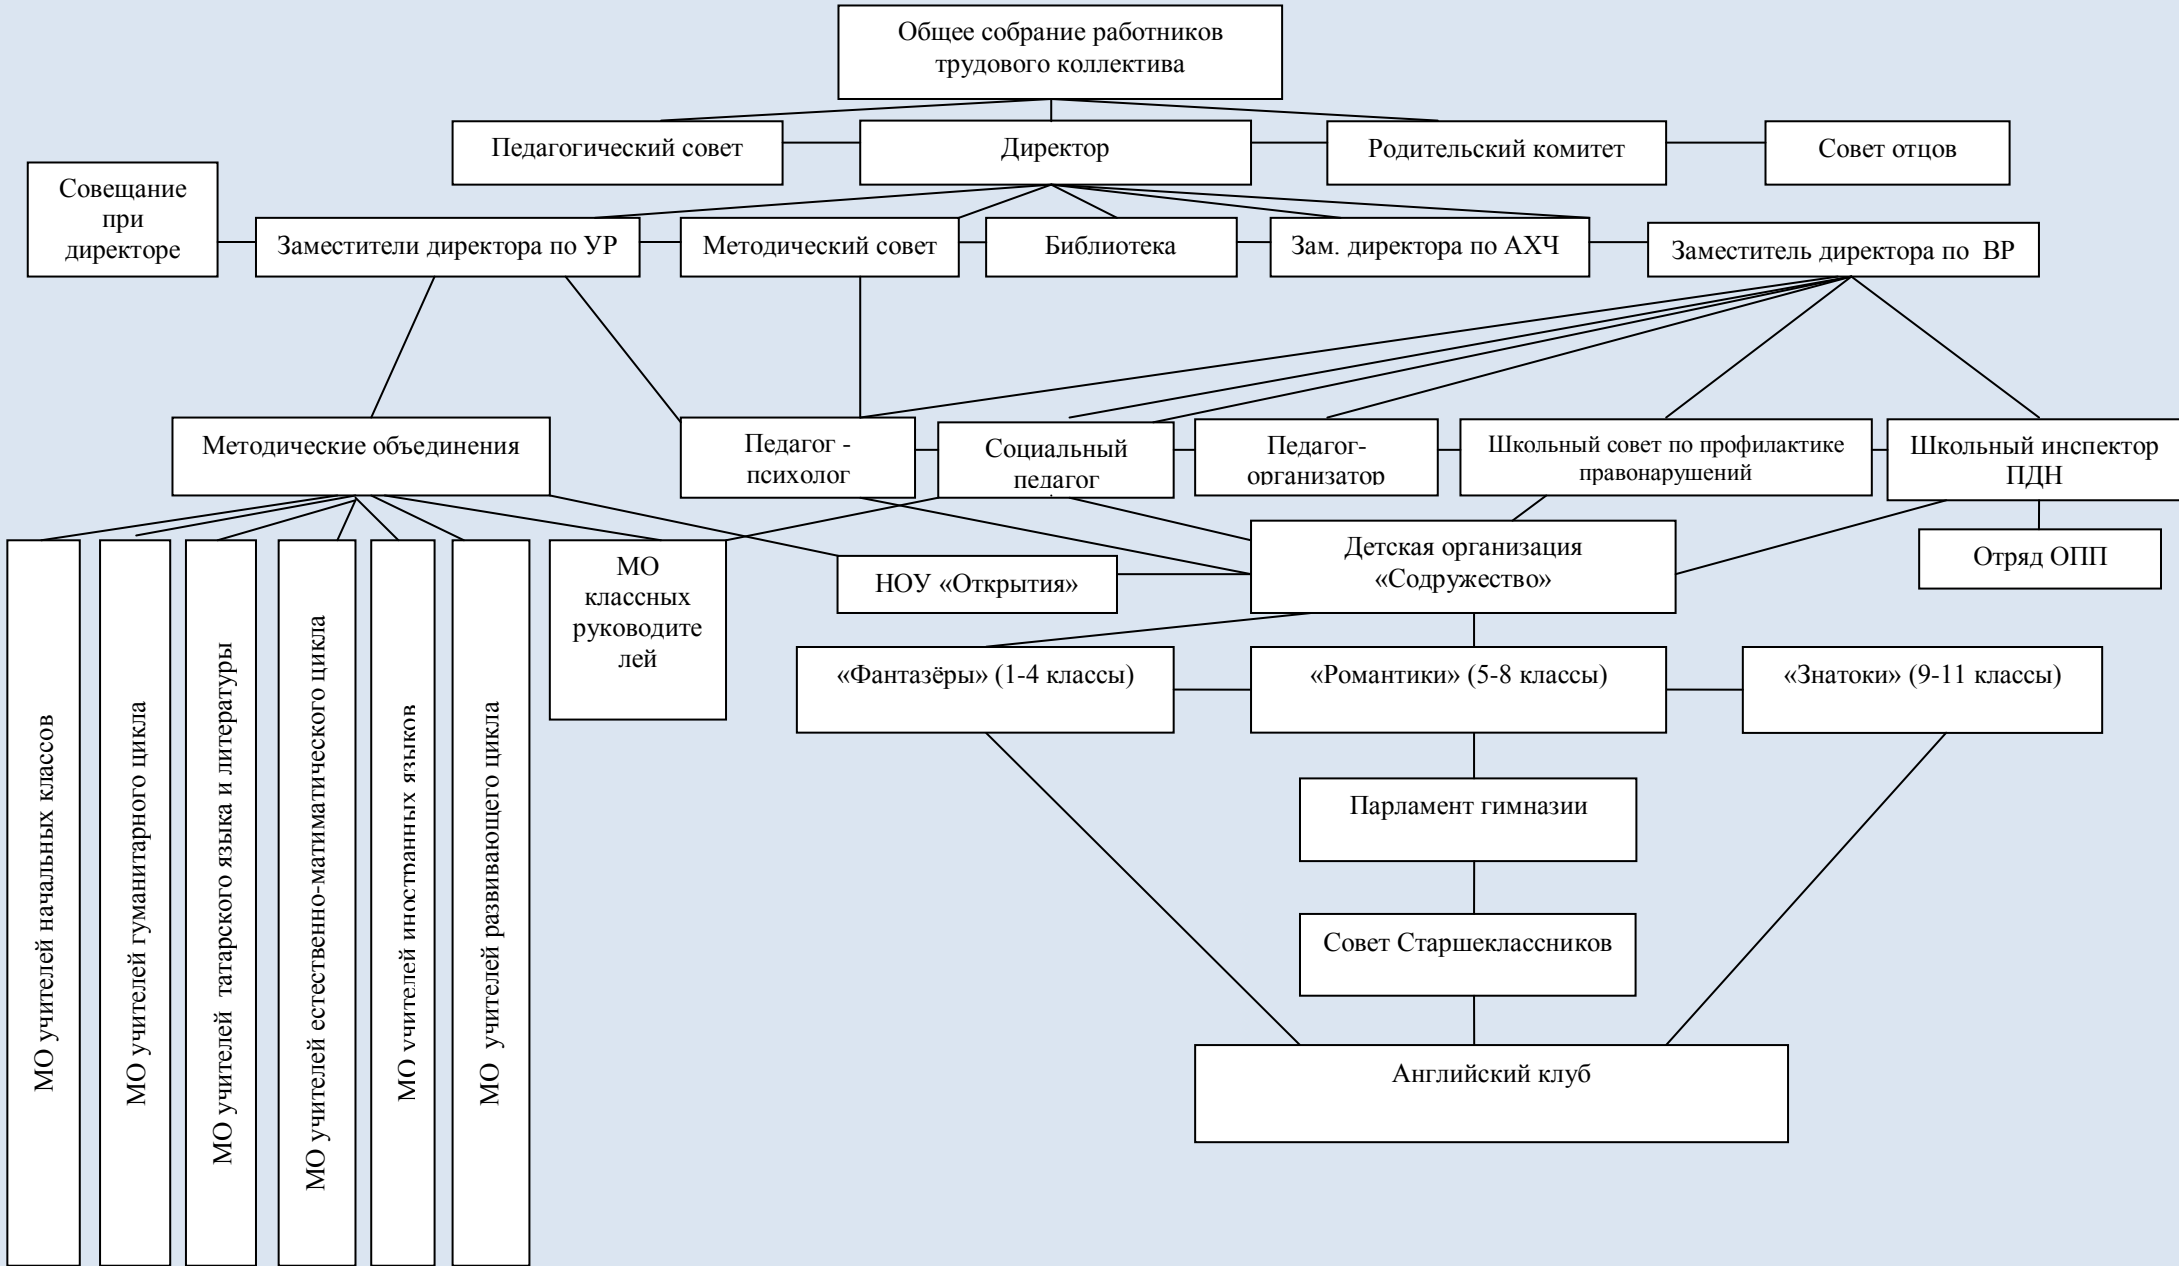 Общее собрание работников
трудового коллектива
Педагогический совет
Директор
Родительский комитет
Совет отцов
Совещание
при
директоре
Заместители директора по УР
Методический совет
Библиотека
Зам. директора по АХЧ
Заместитель директора по ВР
Методические объединения
Педагог -
психолог
Социальный
педагог
Педагог-
организатор
Школьный совет по профилактике
правонарушений
Школьный инспектор
ПДН
МО учителей начальных классов
МО учителей гуманитарного цикла
МО учителей татарского языка и литературы
МО учителей естественно-матиматического цикла
МО учителей иностранных языков
МО учителей развивающего цикла
МО
классных
руководите
лей
НОУ «Открытия»
Детская организация
«Содружество»
Отряд ОПП
«Фантазёры» (1-4 классы)
«Романтики» (5-8 классы)
«Знатоки» (9-11 классы)
Парламент гимназии
Совет Старшеклассников
Английский клуб